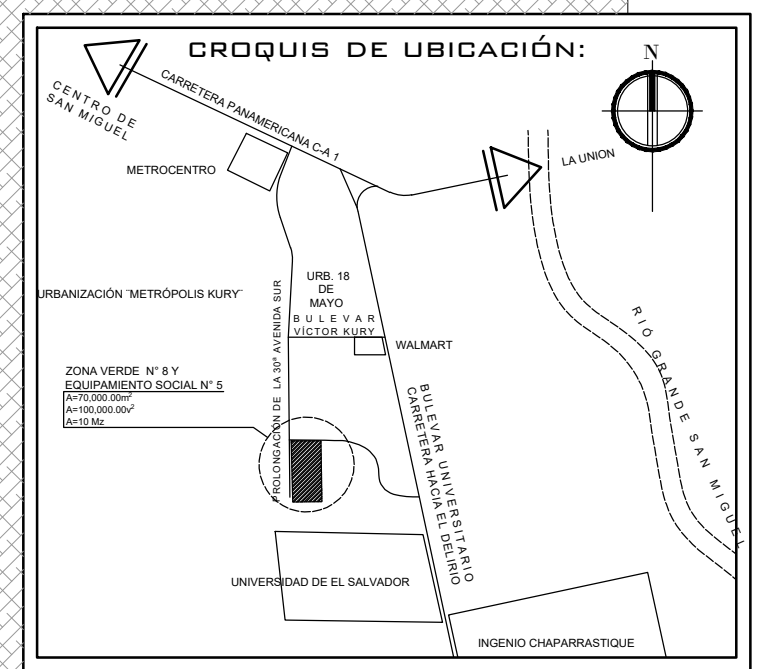 CROQUIS DE UBICACIÓN:
N
CENTRO DE
SAN MIGUEL
CARRETERA PANAMERICANA C-A 1
METROCENTRO
LA UNION
URB. 18
DE
MAYO
URBANIZACIÓN ¨METRÓPOLIS KURY¨
BULEVAR
VÍCTOR KURY
WALMART
PROLONGACIÓN DE LA 30ª AVENIDA SUR
RIÓ GRANDE SAN MIGUEL
ZONA VERDE N° 8 Y
EQUIPAMIENTO SOCIAL N° 5
A=70,000.00m²
A=100,000.00v²
A=10 Mz
BULEVAR UNIVERSITARIO
CARRETERA HACIA EL DELIRIO
UNIVERSIDAD DE EL SALVADOR
INGENIO CHAPARRASTIQUE